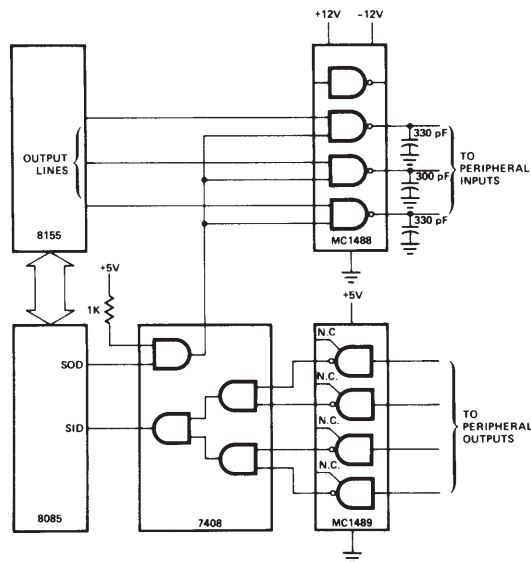 +12V -12V
330 pF
OUTPUT
LINES
300 pF
TO
PERIPHERAL
INPUTS
330 pF
8155
MC1488
+5V
+5V
1K
N.C
SOD
N.C.
SID
N.C.
TO
PERIPHERAL
OUTPUTS
N.C.
8085
7408
MC1489